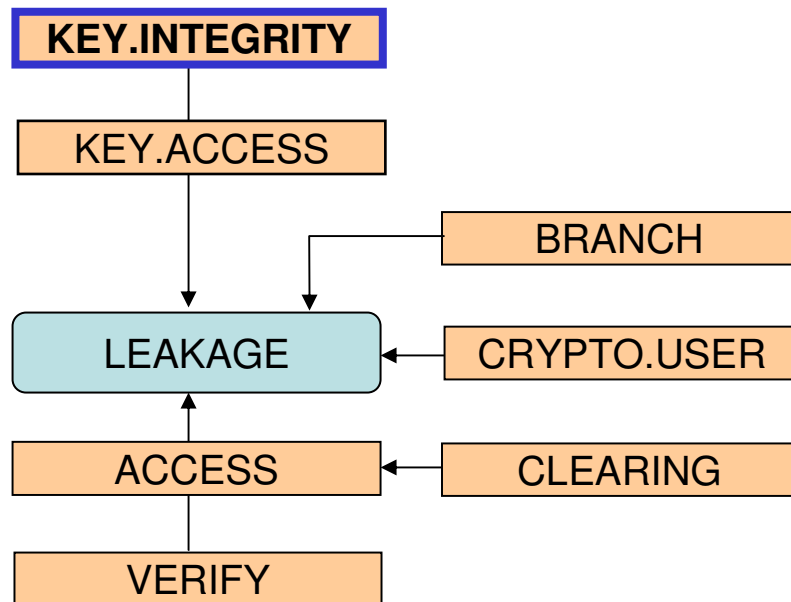 KEY.INTEGRITY
KEY.ACCESS
BRANCH
LEAKAGE
CRYPTO.USER
ACCESS
CLEARING
VERIFY